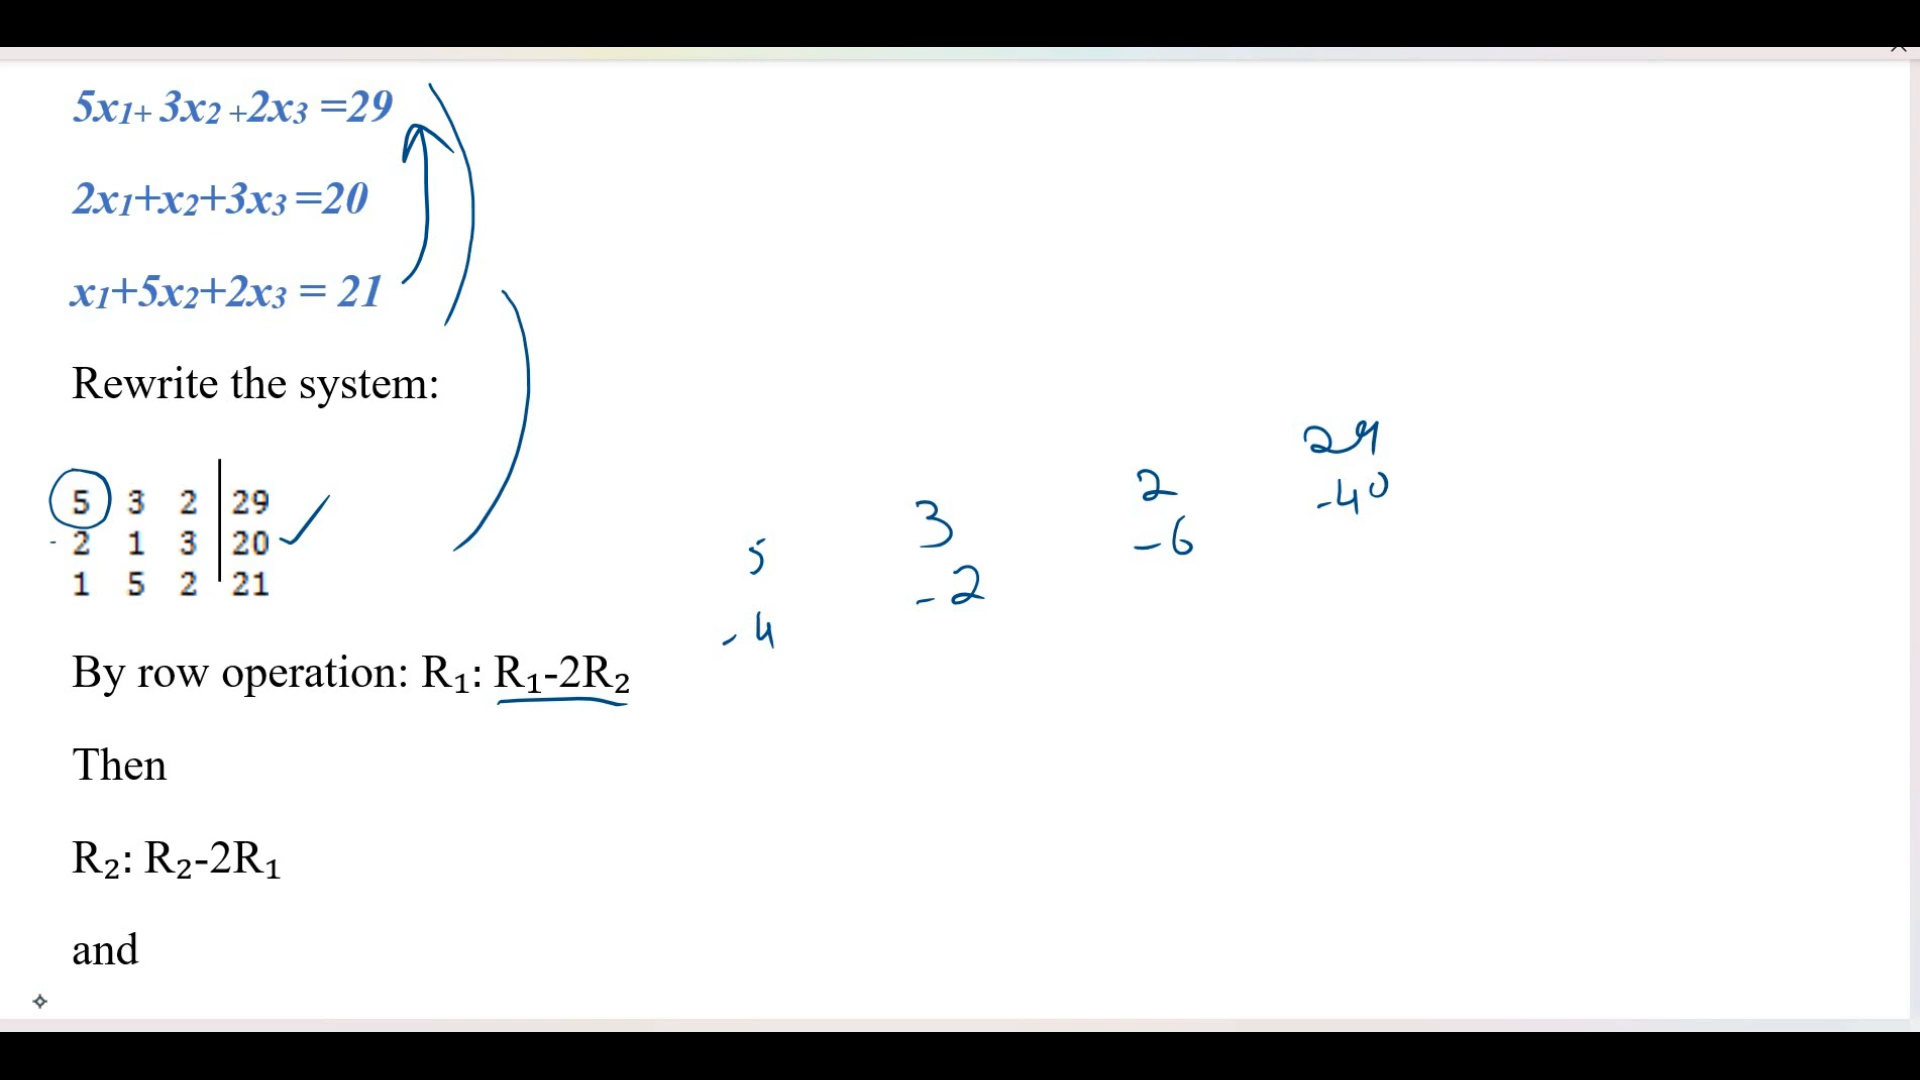 5x₁+ 3x₂ +2x₃ =29
2x₁+x₂+3x₃ =20
x₁+5x₂+2x₃ = 21
Rewrite the system:
5 3 2 | 29
2 1 3 | 20
1 5 2 | 21
5 3 2 29
-4 -2 -6 -40
By row operation: R₁: R₁-2R₂
Then
R₂: R₂-2R₁
and